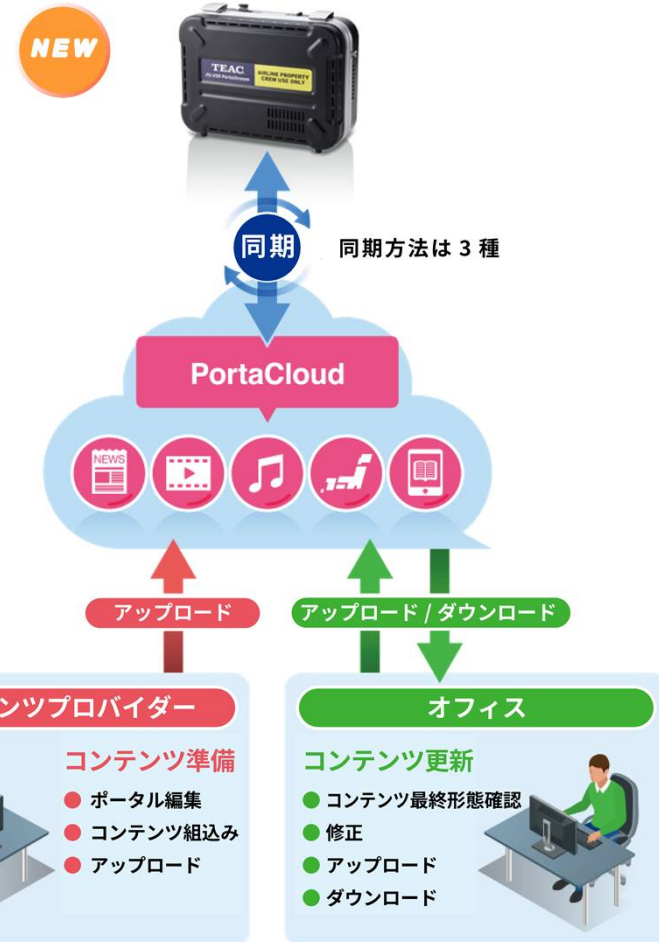 NEW
TEAC
PS-V50 PortaStream
AIRLINE PROPERTY
CREW USE ONLY
同期
同期方法は 3 種
PortaCloud
NEWS
アップロード
アップロード / ダウンロード
ンツプロバイダー
オフィス
コンテンツ準備
ポータル編集
コンテンツ組込み
アップロード
コンテンツ更新
コンテンツ最終形態確認
修正
アップロード
ダウンロード